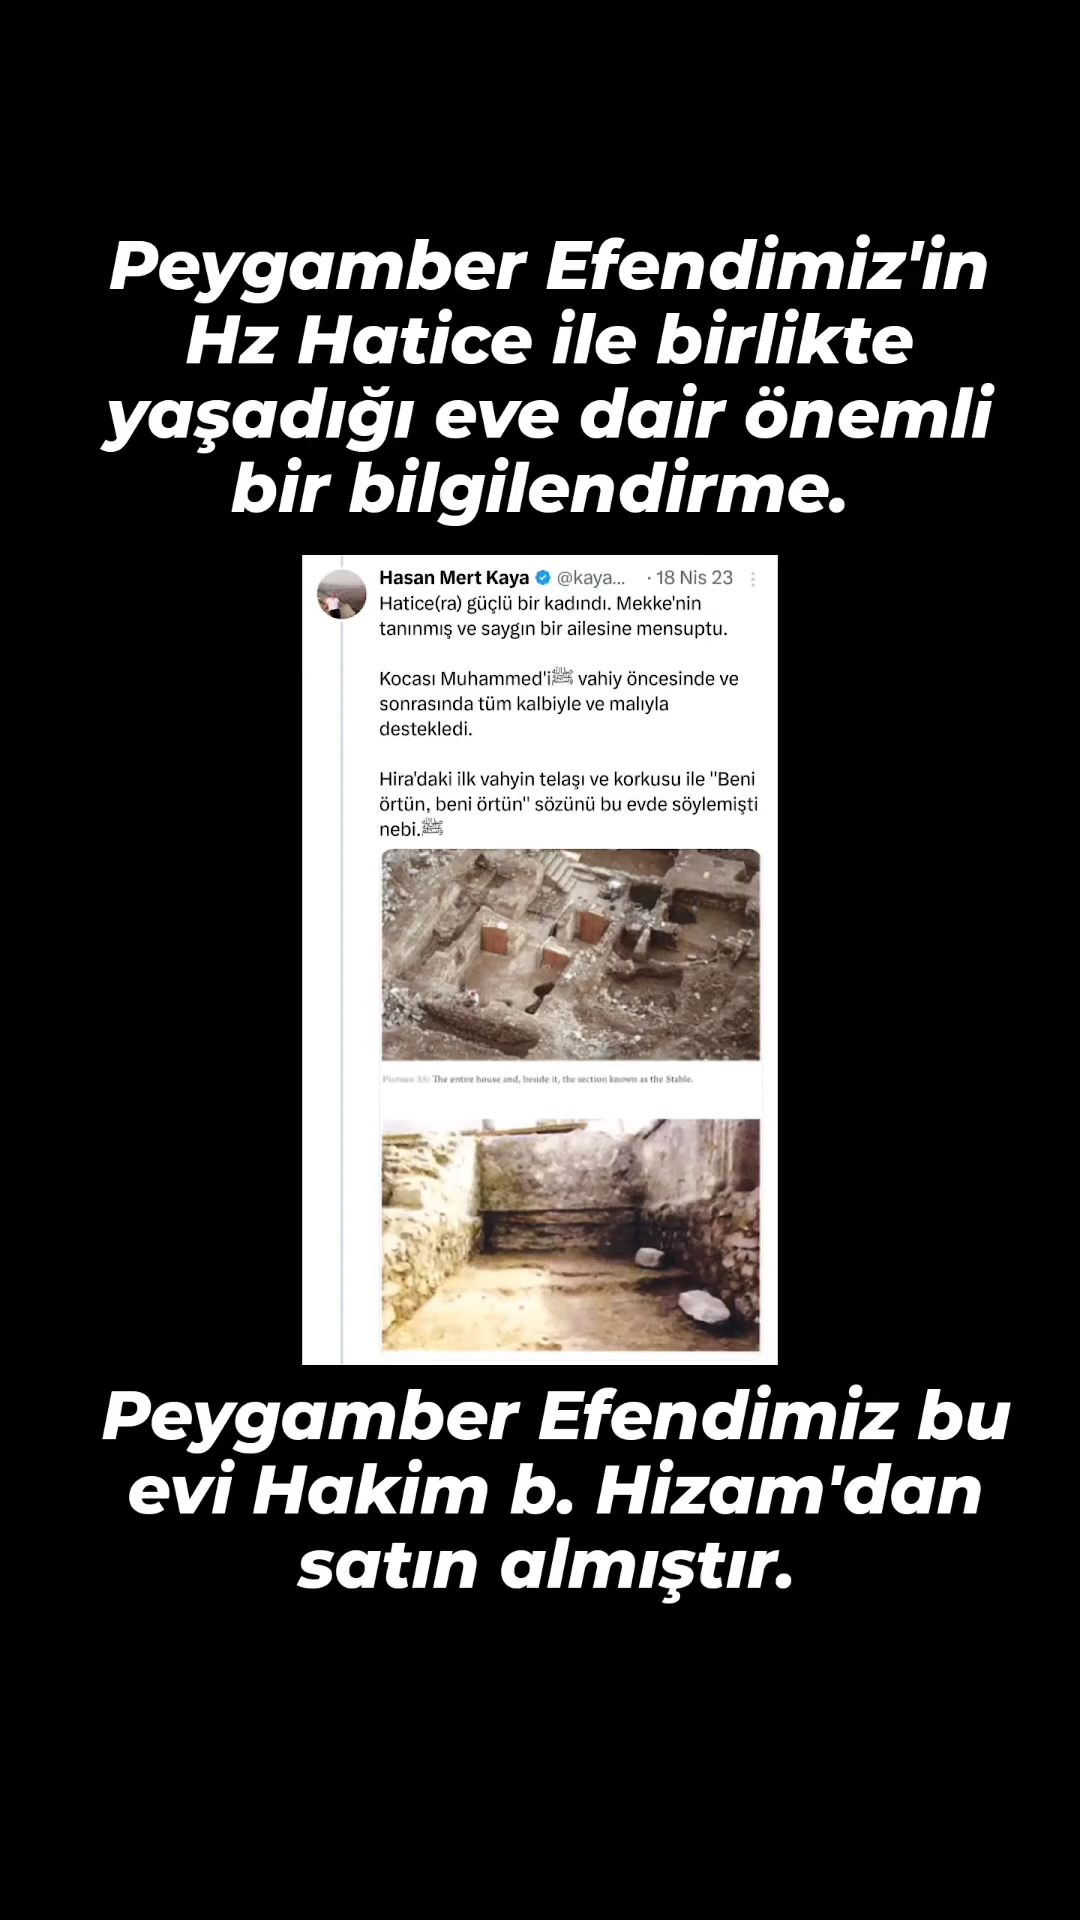 Peygamber Efendimiz'in
Hz Hatice ile birlikte
yaşadığı eve dair önemli
bir bilgilendirme.
Hasan Mert Kaya @kaya... · 18 Nis 23
Hatice(ra) güçlü bir kadındı. Mekke'nin
tanınmış ve saygın bir ailesine mensuptu.
Kocası Muhammed'iﷺ vahiy öncesinde ve
sonrasında tüm kalbiyle ve malıyla
destekledi.
Hira'daki ilk vahyin telaşı ve korkusu ile "Beni
örtün, beni örtün" sözünü bu evde söylemişti
nebi.ﷺ
Picture 35: The entire house and, beside it, the section known as the Stable.
Peygamber Efendimiz bu
evi Hakim b. Hizam'dan
satın almıştır.